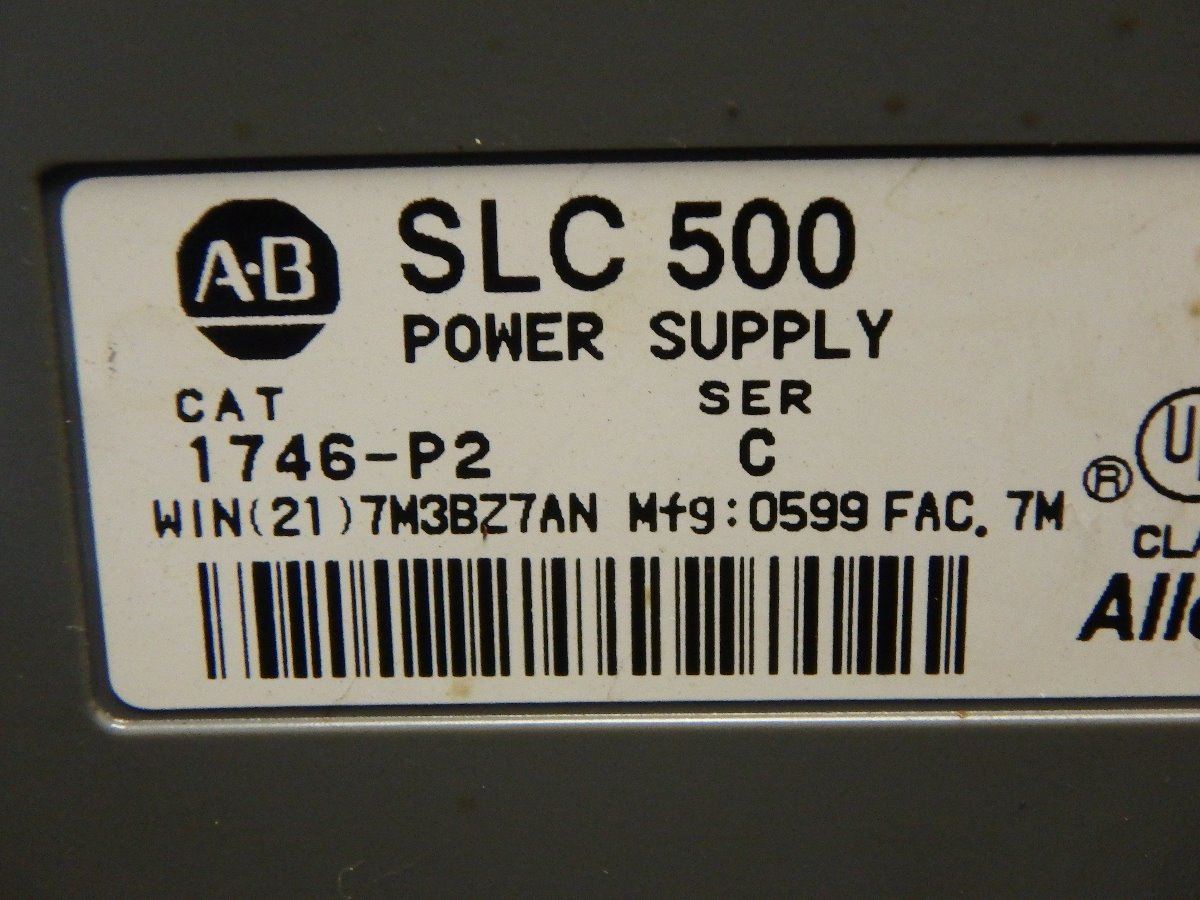 A·B SLC 500
POWER SUPPLY
CAT SER
1746-P2 C
WIN(21)7M3BZ7AN Mfg:0599 FAC. 7M
®